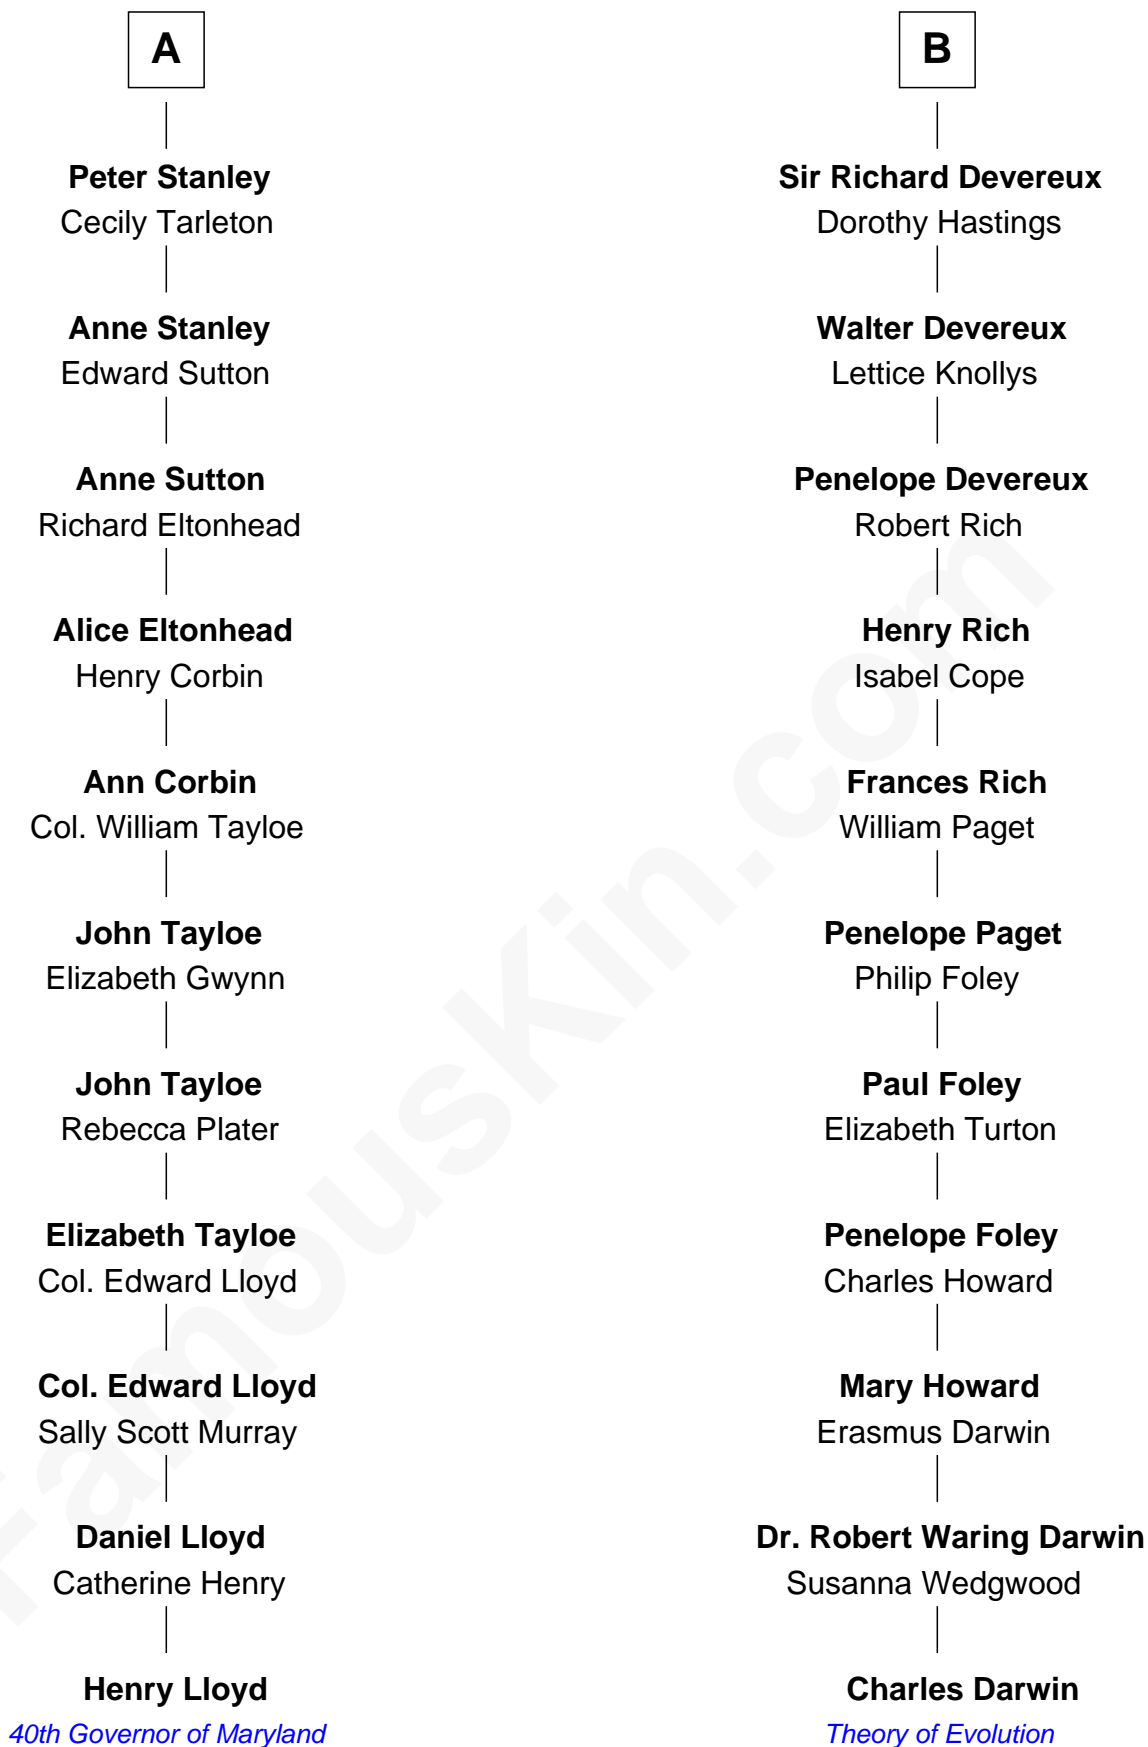 A
Peter Stanley
Cecily Tarleton
Anne Stanley
Edward Sutton
Anne Sutton
Richard Eltonhead
Alice Eltonhead
Henry Corbin
Ann Corbin
Col. William Tayloe
John Tayloe
Elizabeth Gwynn
John Tayloe
Rebecca Plater
Elizabeth Tayloe
Col. Edward Lloyd
Col. Edward Lloyd
Sally Scott Murray
Daniel Lloyd
Catherine Henry
Henry Lloyd
40th Governor of Maryland
B
Sir Richard Devereux
Dorothy Hastings
Walter Devereux
Lettice Knollys
Penelope Devereux
Robert Rich
Henry Rich
Isabel Cope
Frances Rich
William Paget
Penelope Paget
Philip Foley
Paul Foley
Elizabeth Turton
Penelope Foley
Charles Howard
Mary Howard
Erasmus Darwin
Dr. Robert Waring Darwin
Susanna Wedgwood
Charles Darwin
Theory of Evolution
FamousKin.com